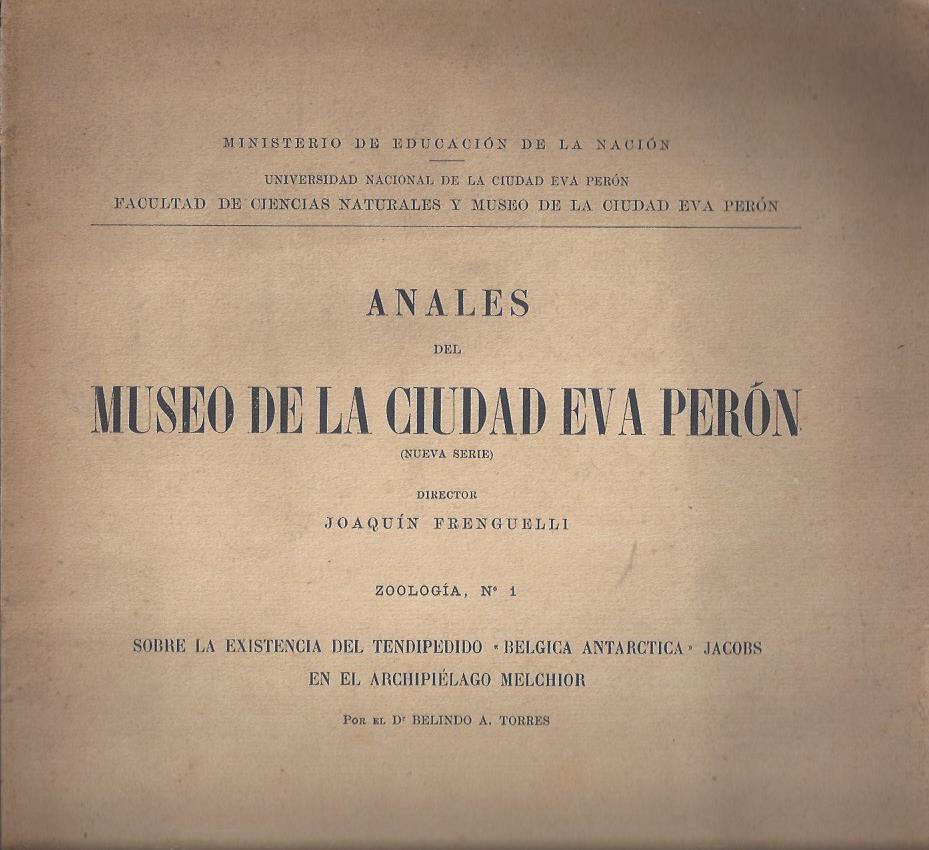 MINISTERIO DE EDUCACIÓN DE LA NACIÓN
UNIVERSIDAD NACIONAL DE LA CIUDAD EVA PERÓN
FACULTAD DE CIENCIAS NATURALES Y MUSEO DE LA CIUDAD EVA PERÓN
ANALES
DEL
MUSEO DE LA CIUDAD EVA PERÓN
(NUEVA SERIE)
DIRECTOR
JOAQUÍN FRENGUELLI
ZOOLOGÍA, Nº 1
SOBRE LA EXISTENCIA DEL TENDIPEDIDO «BELGICA ANTARCTICA» JACOBS
EN EL ARCHIPIÉLAGO MELCHIOR
POR EL Dr BELINDO A. TORRES